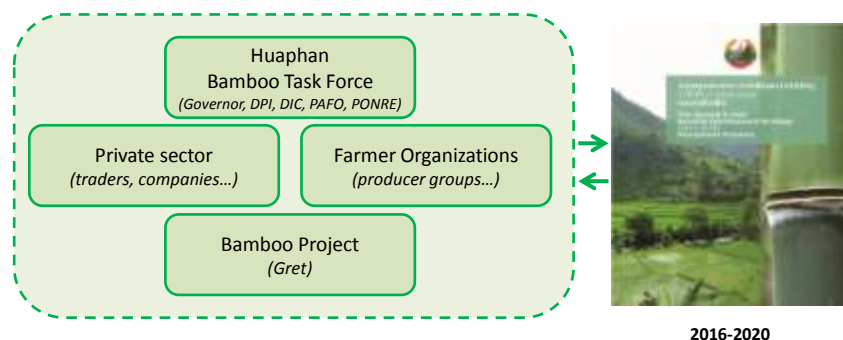 Huaphan
Bamboo Task Force
(Governor, DPI, DIC, PAFO, PONRE)
Private sector
(traders, companies…)
Farmer Organizations
(producer groups…)
Bamboo Project
(Gret)
2016-2020